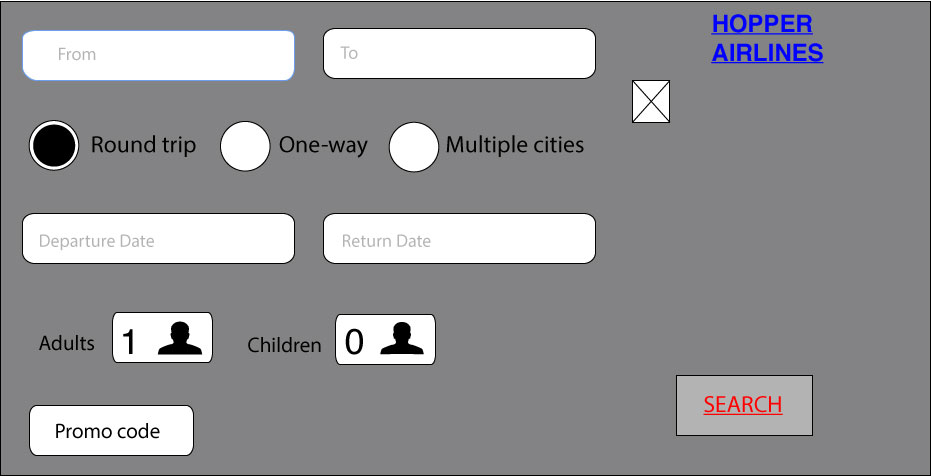 From
To
HOPPER
AIRLINES
Round trip
One-way
Multiple cities
Departure Date
Return Date
Adults
1
Children
0
Promo code
SEARCH